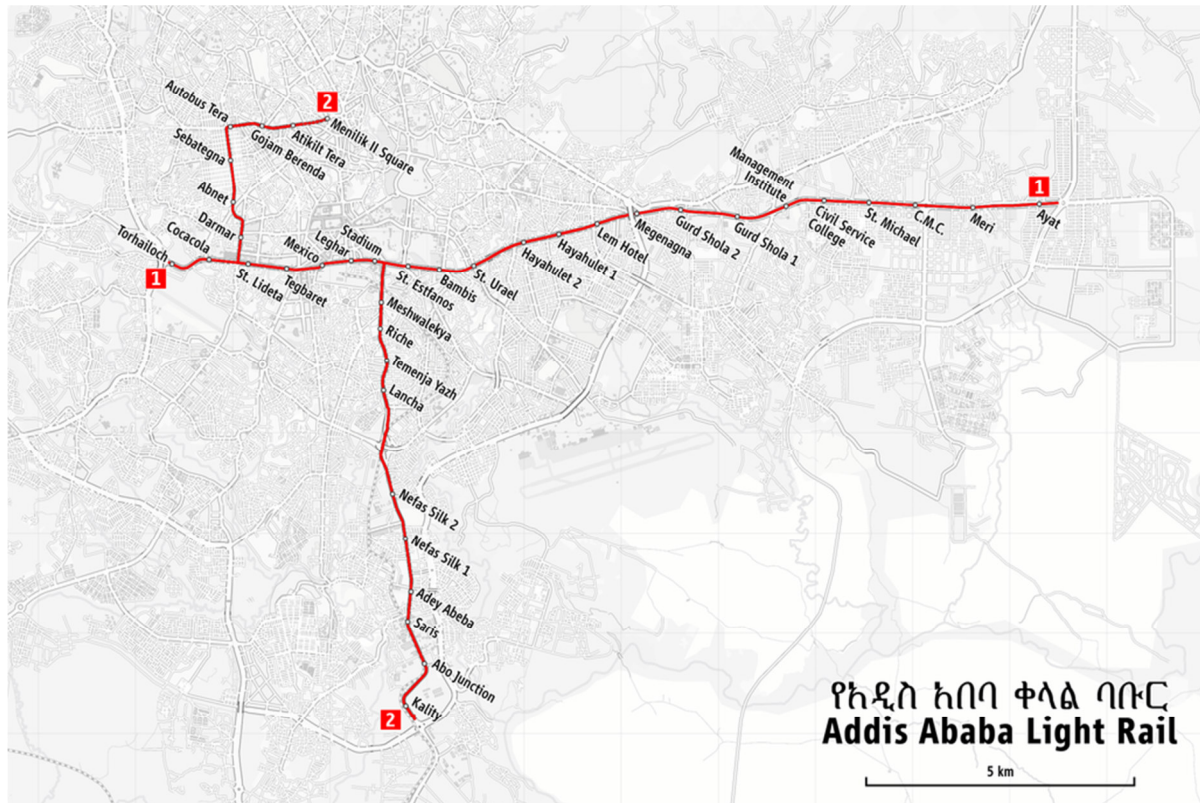 2
Autobus Tera
Gojam Berenda
Atikilt Tera
Menilik II Square
Sebategna
Abnet
Darmar
1
Torhailoch
Cocacola
St. Lideta
Tegbaret
Mexico
Leghar
Stadium
St. Estfanos
Bambis
St. Urael
Hayahulet 2
Hayahulet 1
Lem Hotel
Megenagna
Gurd Shola 2
Gurd Shola 1
Management
Institute
Civil Service
College
St. Michael
C.M.C.
Meri
Ayat
1
Meshwalekya
Riche
Temenja Yazh
Lancha
Nefas Silk 2
Nefas Silk 1
Adey Abeba
Saris
Abo Junction
Kality
2
የአዲስ አበባ ቀላል ባቡር
Addis Ababa Light Rail
5 km